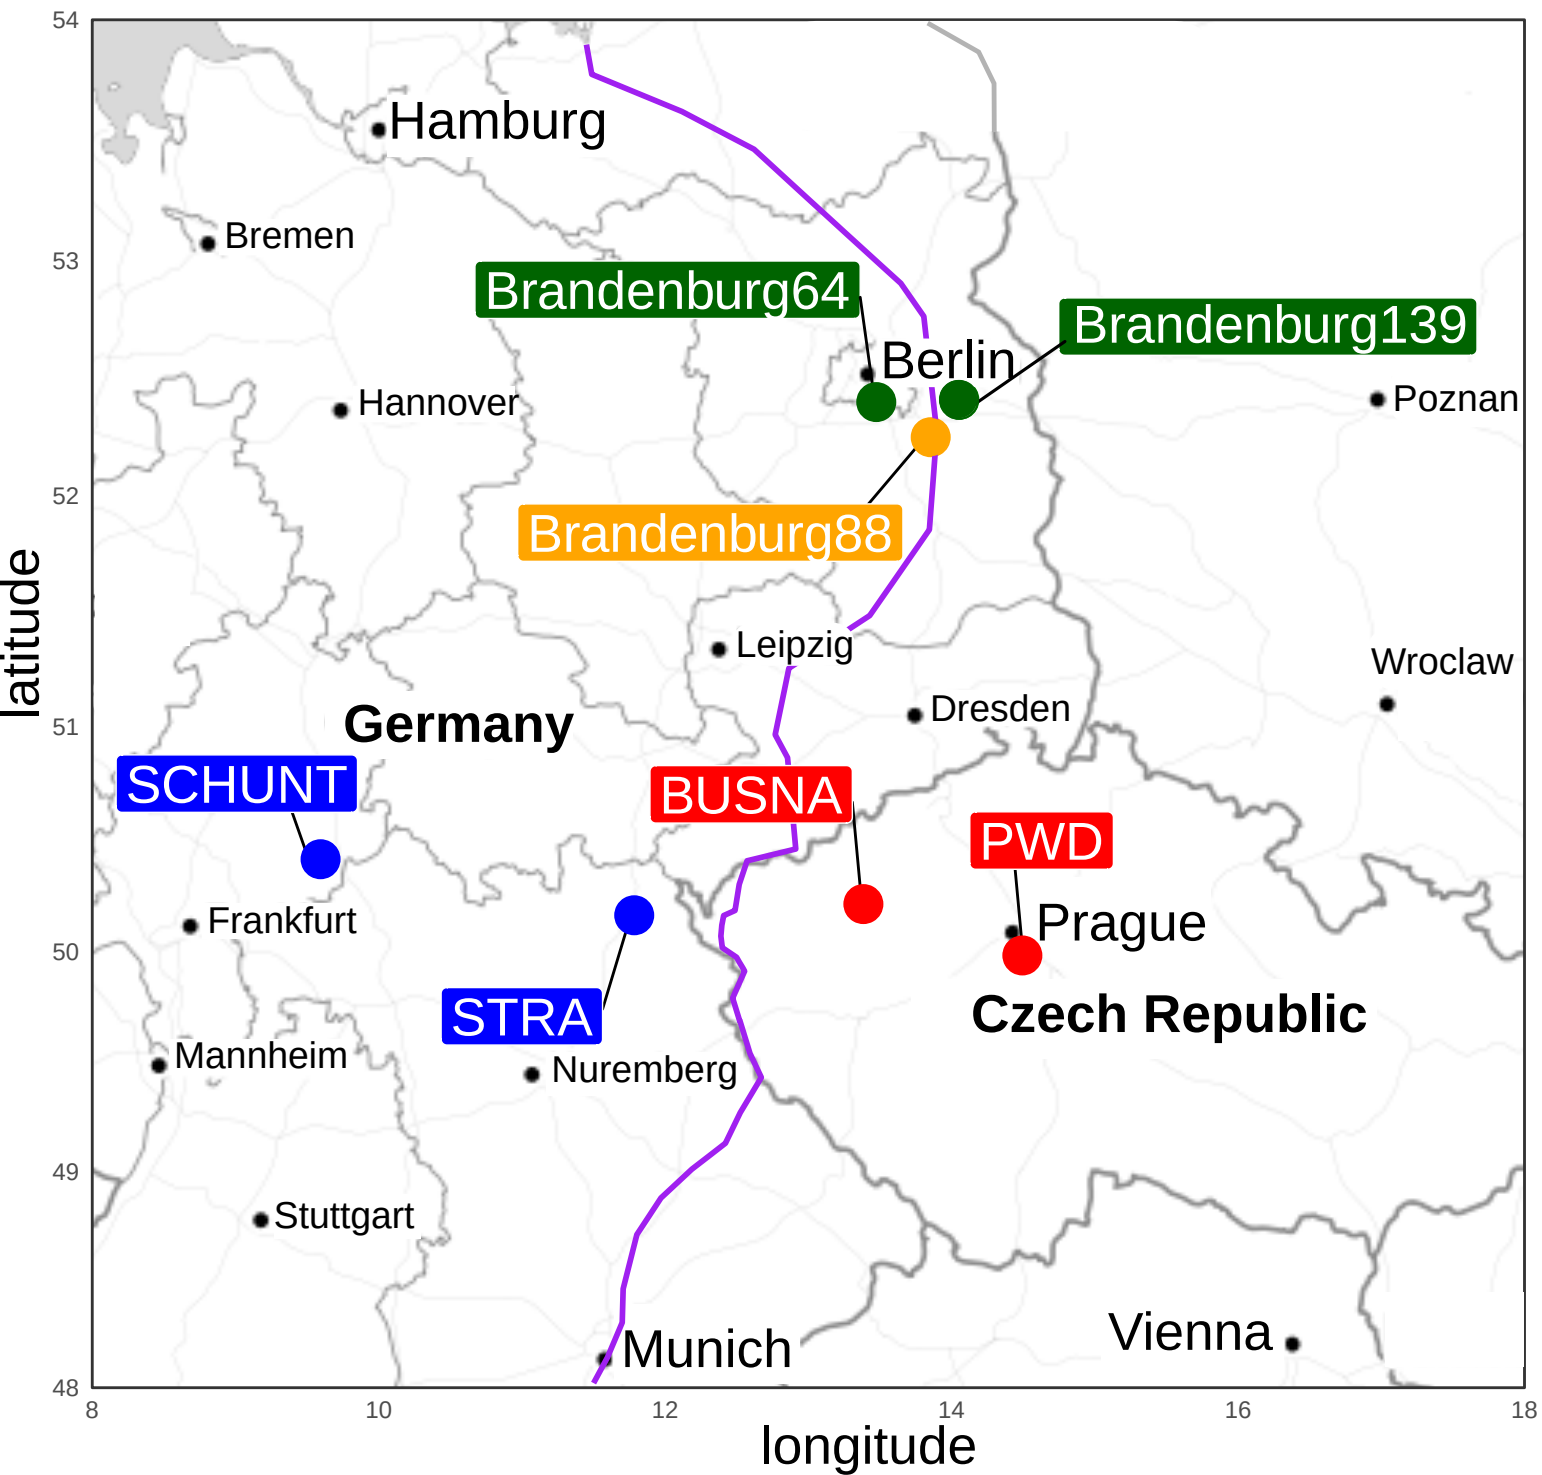 54
Hamburg
Bremen
53
Brandenburg64
Brandenburg139
Berlin
Hannover
Poznan
52
Brandenburg88
latitude
Leipzig
Wroclaw
Dresden
51
Germany
SCHUNT
BUSNA
PWD
Frankfurt
Prague
50
STRA
Czech Republic
Mannheim
Nuremberg
49
Stuttgart
Munich
Vienna
48
8 10 12 14 16 18
longitude